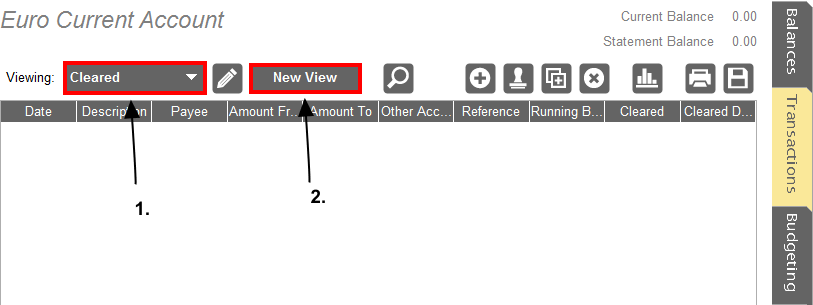 Euro Current Account
Current Balance 0.00
Statement Balance 0.00
Viewing: Cleared New View
Date Description Payee Amount Fr... Amount To Other Acc... Reference Running B... Cleared Cleared D...
1.
2.
Balances
Transactions
Budgeting